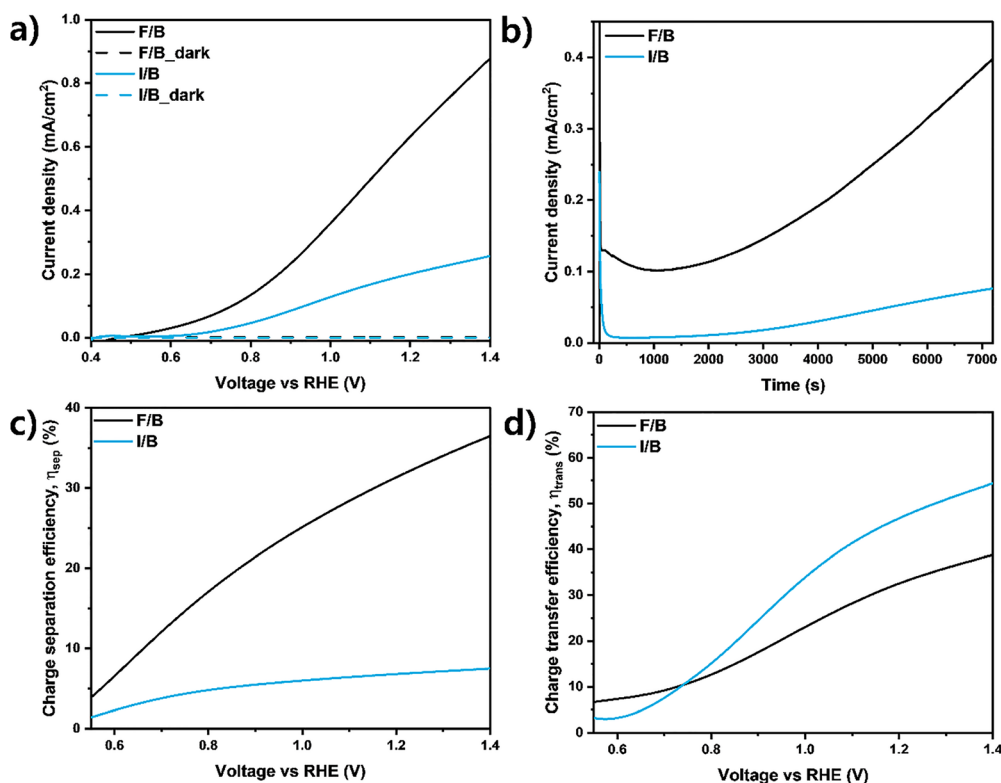 a)
F/B
F/B_dark
I/B
I/B_dark
1.0
0.8
0.6
0.4
0.2
0.0
Current density (mA/cm²)
0.4 0.6 0.8 1.0 1.2 1.4
Voltage vs RHE (V)
b)
F/B
I/B
0.4
0.3
0.2
0.1
0.0
Current density (mA/cm²)
0 1000 2000 3000 4000 5000 6000 7000
Time (s)
c)
F/B
I/B
40
30
20
10
0
Charge separation efficiency, ηsep (%)
0.6 0.8 1.0 1.2 1.4
Voltage vs RHE (V)
d)
F/B
I/B
70
60
50
40
30
20
10
0
Charge transfer efficiency, ηtrans (%)
0.6 0.8 1.0 1.2 1.4
Voltage vs RHE (V)